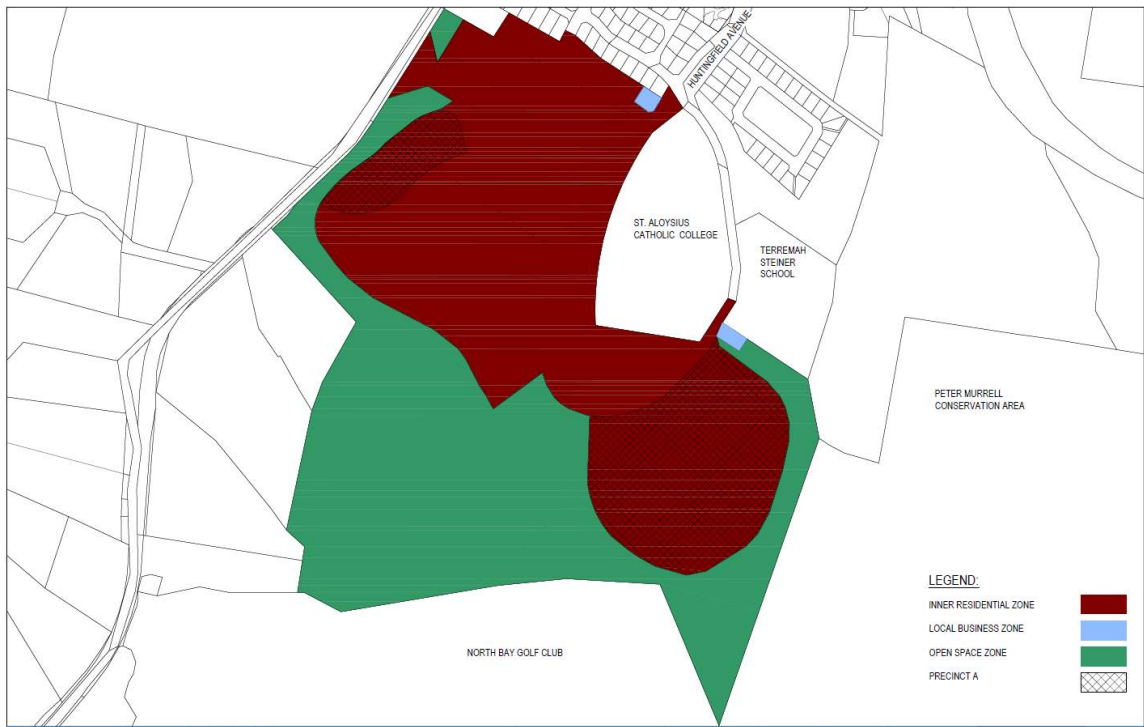 HUNTINGFIELD AVENUE
ST. ALOYSIUS
CATHOLIC COLLEGE
TERREMAH
STEINER
SCHOOL
PETER MURRELL
CONSERVATION AREA
NORTH BAY GOLF CLUB
LEGEND:
INNER RESIDENTIAL ZONE
LOCAL BUSINESS ZONE
OPEN SPACE ZONE
PRECINCT A